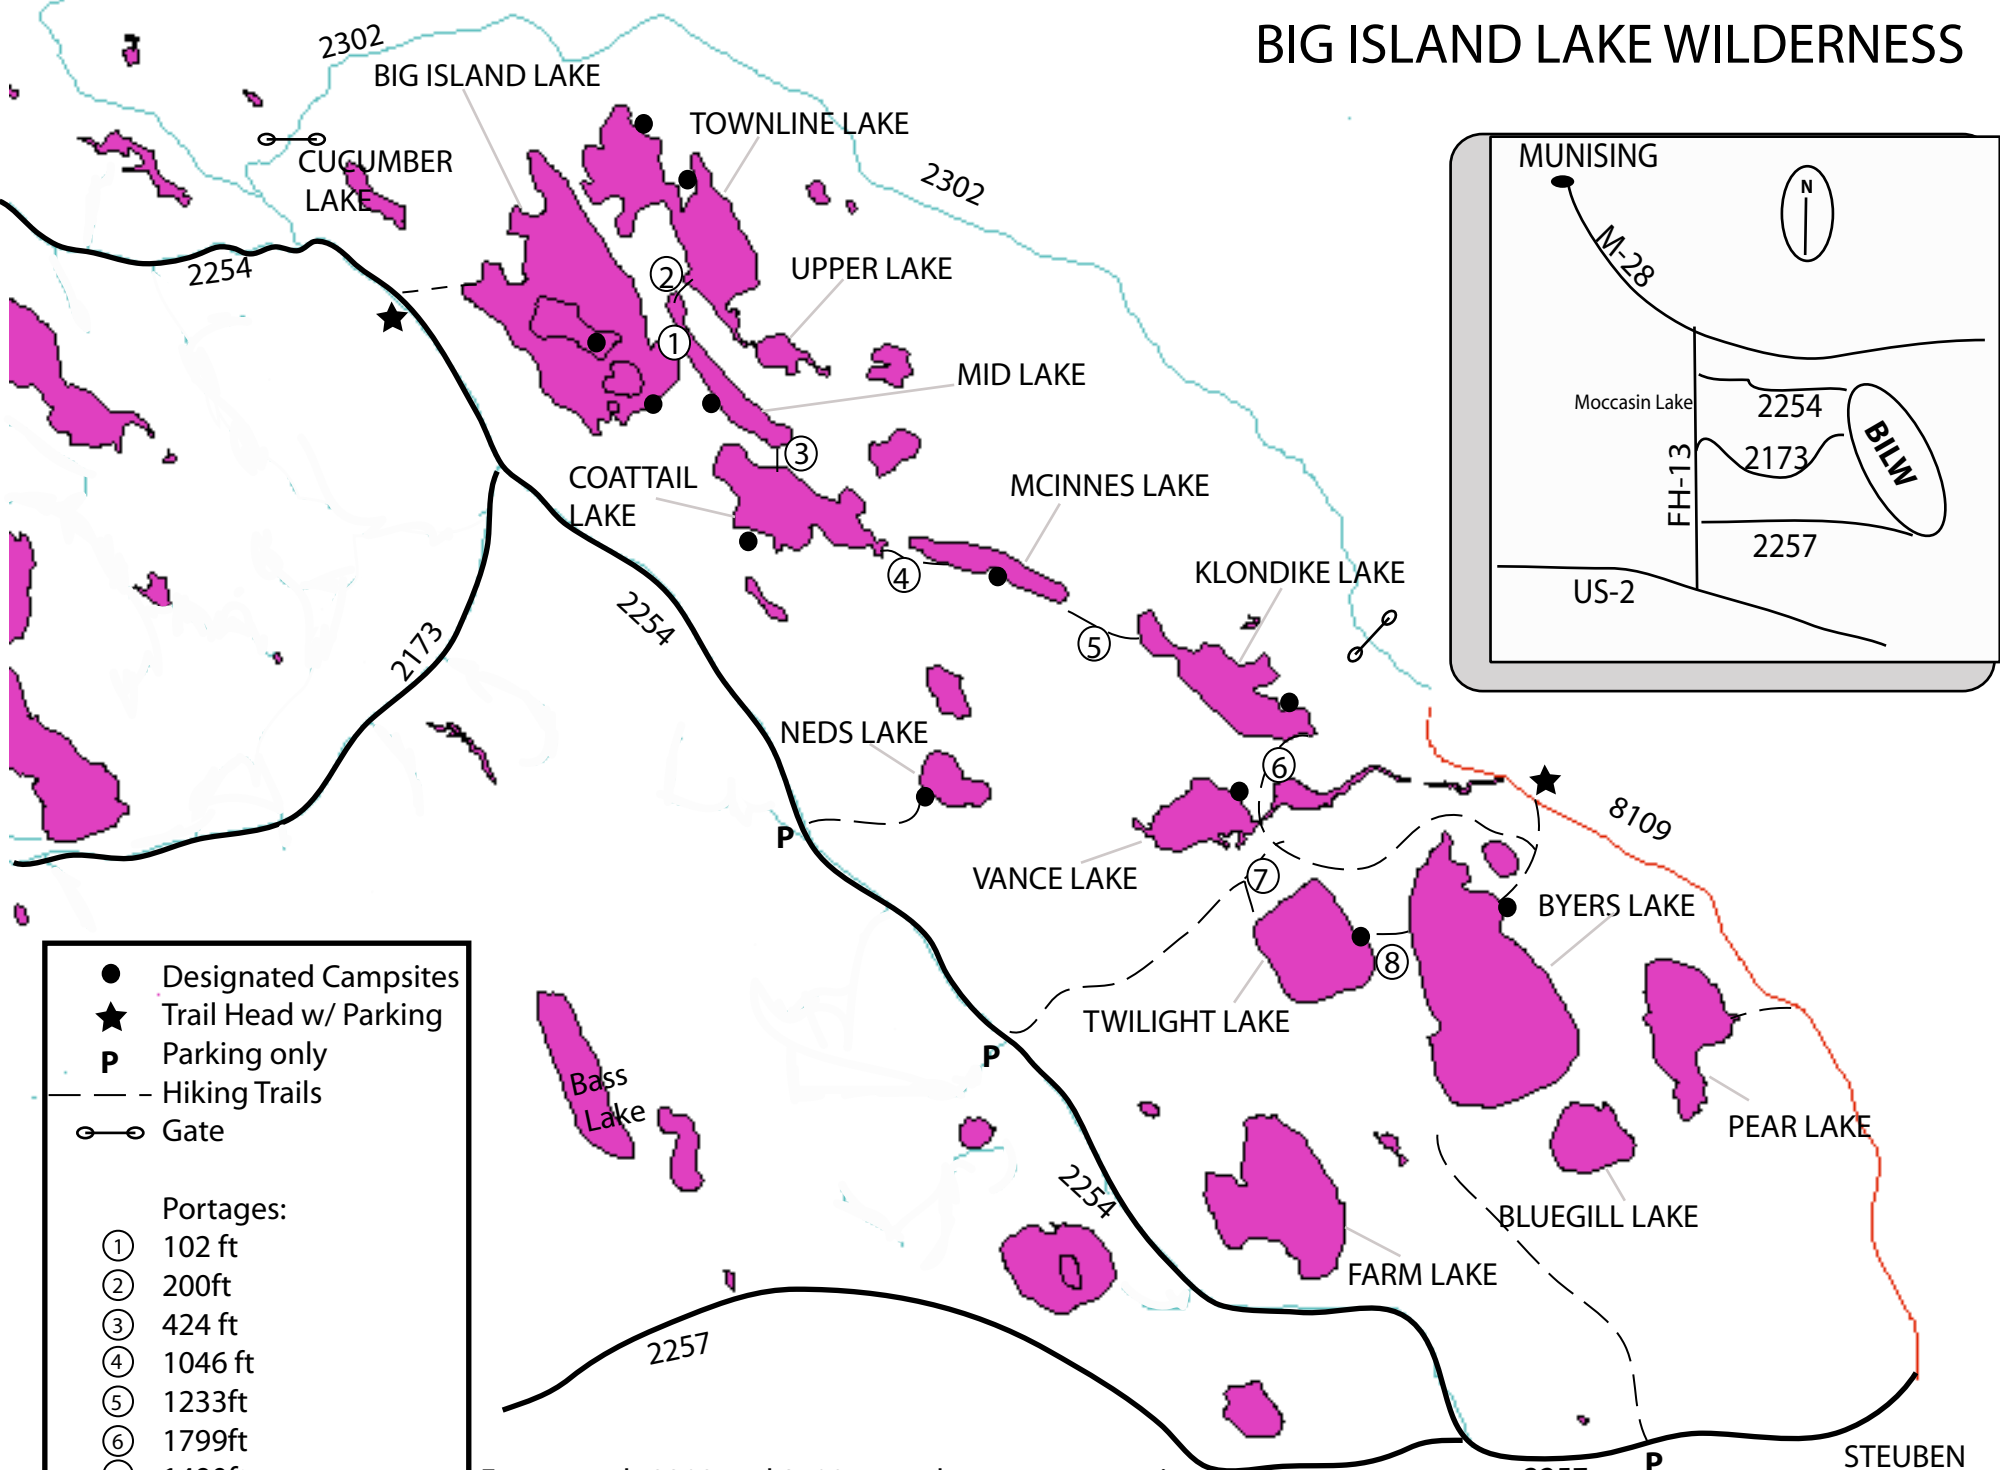 BIG ISLAND LAKE WILDERNESS
2302
BIG ISLAND LAKE
TOWNLINE LAKE
CUCUMBER
LAKE
2302
2254
UPPER LAKE
2
1
MID LAKE
3
COATTAIL
LAKE
MCINNES LAKE
4
KLONDIKE LAKE
5
2254
2173
NEDS LAKE
6
P
8109
VANCE LAKE
7
BYERS LAKE
8
TWILIGHT LAKE
P
Bass
Lake
PEAR LAKE
2254
BLUEGILL LAKE
FARM LAKE
2257
STEUBEN
P
MUNISING
N
M-28
Moccasin Lake
2254
BILW
2173
FH-13
2257
US-2
Designated Campsites
Trail Head w/ Parking
P Parking only
Hiking Trails
Gate
Portages:
1 102 ft
2 200ft
3 424 ft
4 1046 ft
5 1233ft
6 1799ft